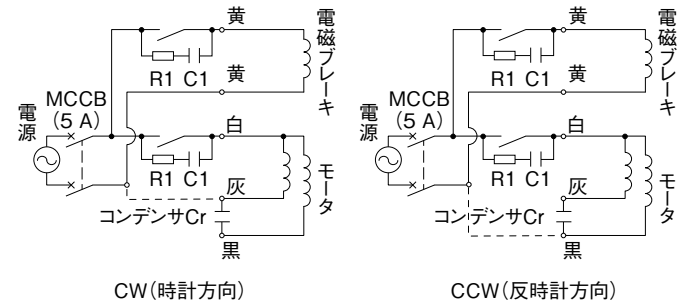 黄
R1 C1
黄
電磁ブレーキ
電源
MCCB
(5 A)
白
R1 C1
灰
コンデンサCr
黒
モータ
CW(時計方向)
黄
R1 C1
黄
電磁ブレーキ
電源
MCCB
(5 A)
白
R1 C1
灰
コンデンサCr
黒
モータ
CCW(反時計方向)